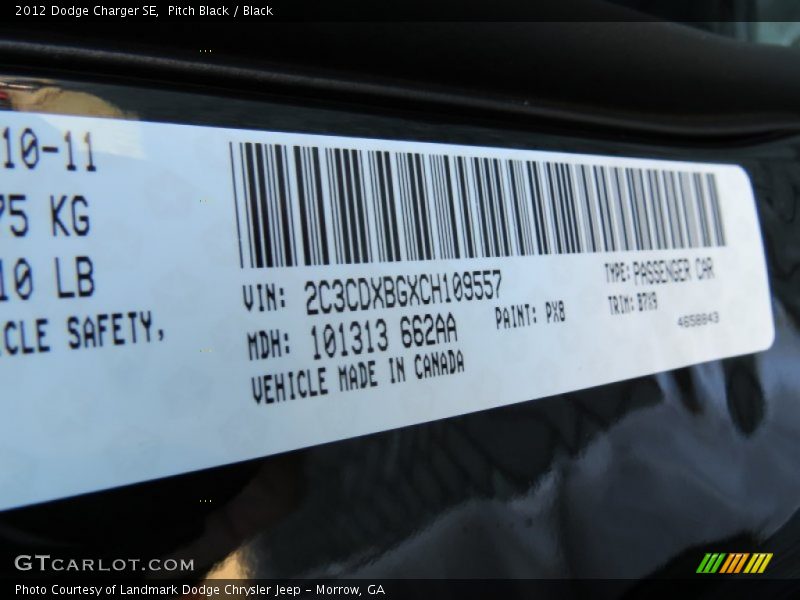 2012 Dodge Charger SE, Pitch Black / Black
10-11
75 KG
10 LB
CLE SAFETY,
VIN: 2C3CDXBGXCH109557
TYPE: PASSENGER CAR
MDH: 101313 662AA
PAINT: PX8
TRIM: B7X9
4658843
VEHICLE MADE IN CANADA
GTCARLOT.COM
Photo Courtesy of Landmark Dodge Chrysler Jeep - Morrow, GA